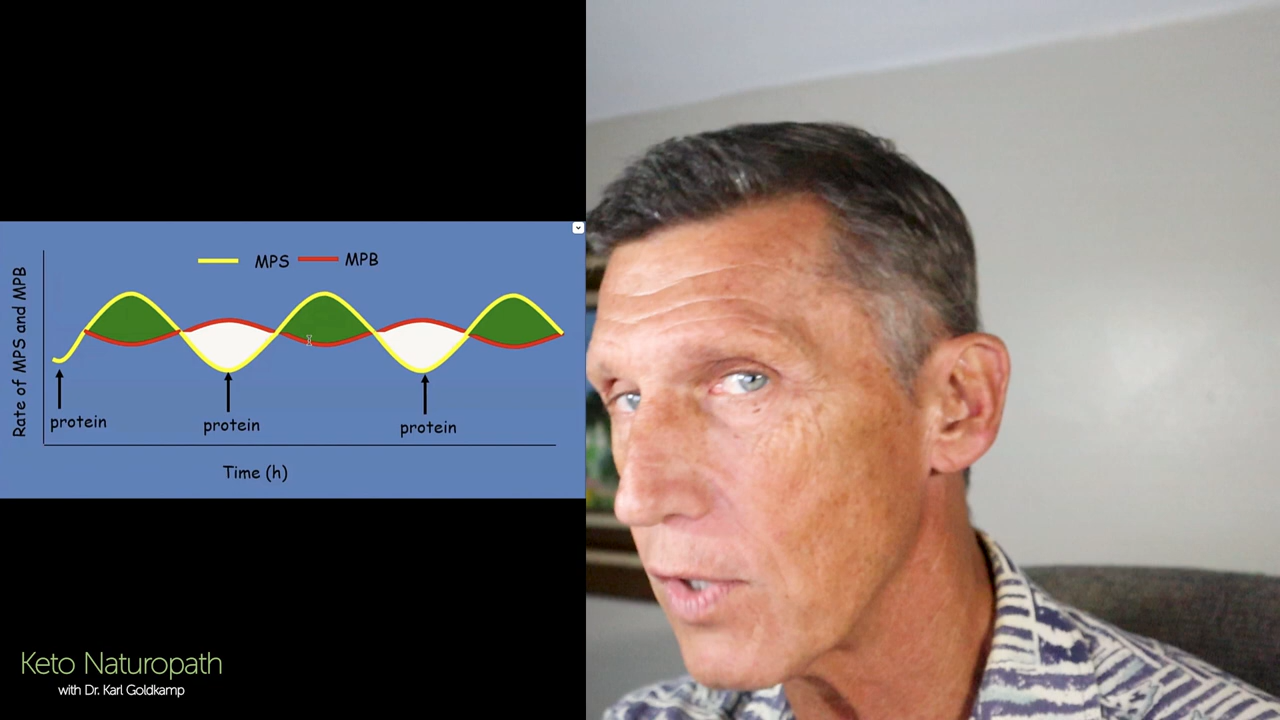 MPS MPB
Rate of MPS and MPB
protein protein protein
Time (h)
Keto Naturopath
with Dr. Karl Goldkamp